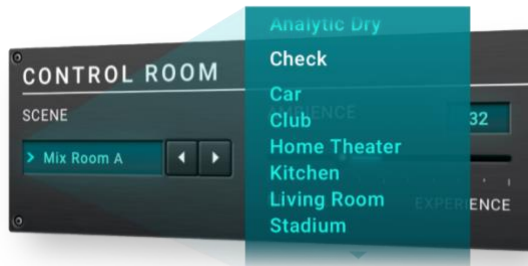 Analytic Dry
Check
Car
Club
Home Theater
Kitchen
Living Room
Stadium
CONTROL ROOM
SCENE
> Mix Room A
AMBIENCE
32
EXPERIENCE